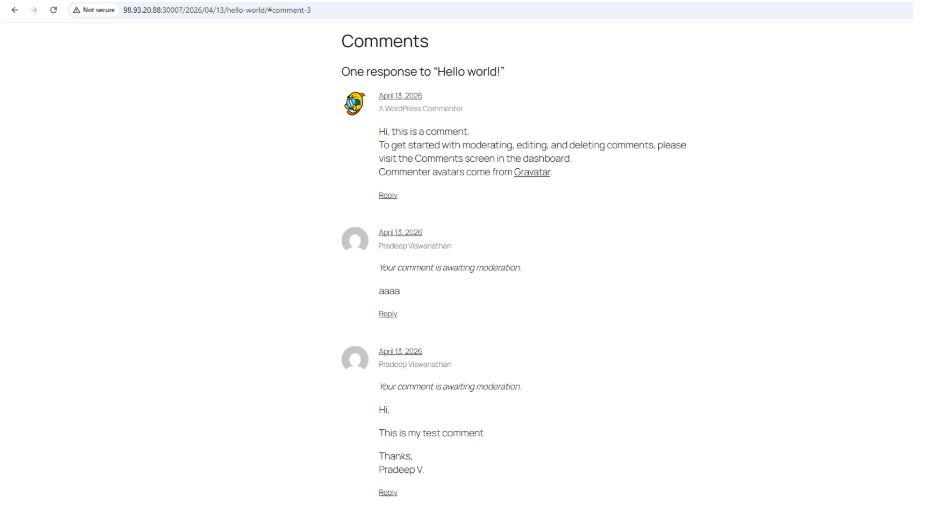 Not secure 98.93.20.88:30007/2026/04/13/hello-world/#comment-3
Comments
One response to “Hello world!”
April 13, 2026
A WordPress Commenter
Hi, this is a comment.
To get started with moderating, editing, and deleting comments, please
visit the Comments screen in the dashboard.
Commenter avatars come from Gravatar.
Reply
April 13, 2026
Pradeep Viswanathan
Your comment is awaiting moderation.
aaaa
Reply
April 13, 2026
Pradeep Viswanathan
Your comment is awaiting moderation.
Hi,
This is my test comment
Thanks,
Pradeep V.
Reply